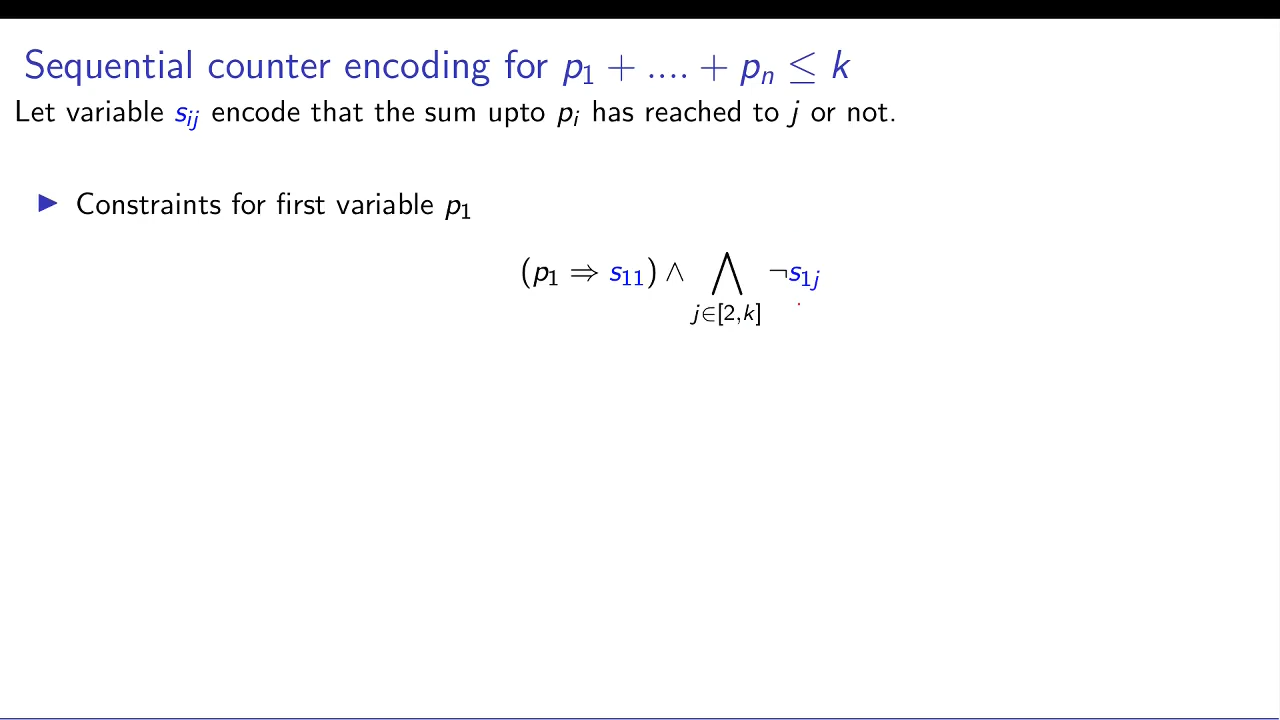 Sequential counter encoding for p₁ + .... + pₙ ≤ k
Let variable sᵢⱼ encode that the sum upto pᵢ has reached to j or not.
▶ Constraints for first variable p₁
(p₁ ⇒ s₁₁) ∧ ⋀ ¬s₁ⱼ
j∈[2,k]